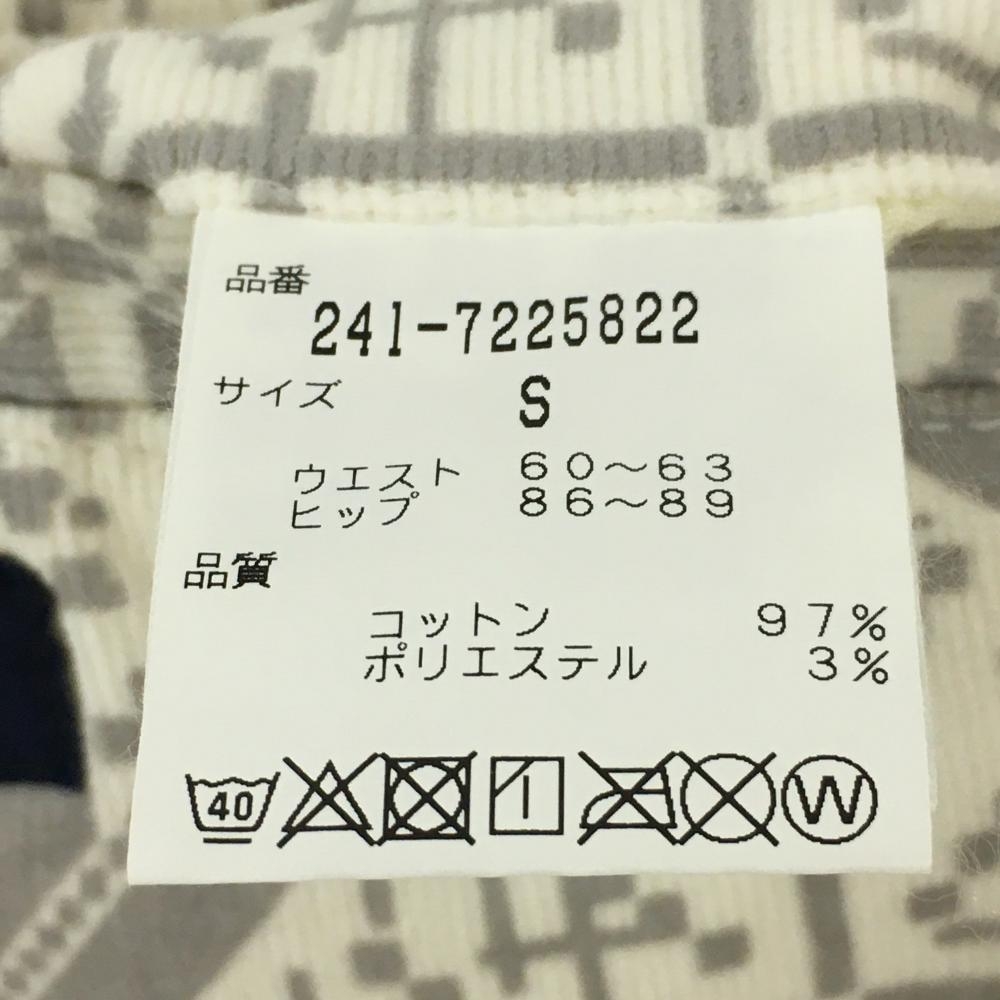 品番
241-7225822
サイズ S
ウエスト 60～63
ヒップ 86～89
品質
コットン 97%
ポリエステル 3%
40 W